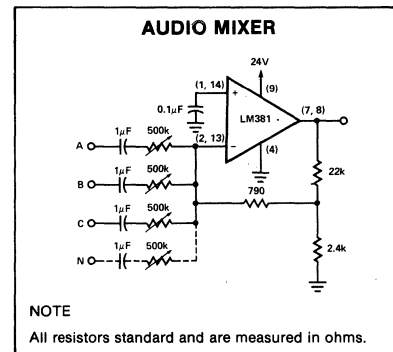 AUDIO MIXER
24V
(1, 14)
+
(9)
0.1μF
LM381
(7, 8)
1μF
500k
(2, 13)
−
A
(4)
1μF
500k
22k
B
790
1μF
500k
C
1μF
500k
2.4k
N
NOTE
All resistors standard and are measured in ohms.